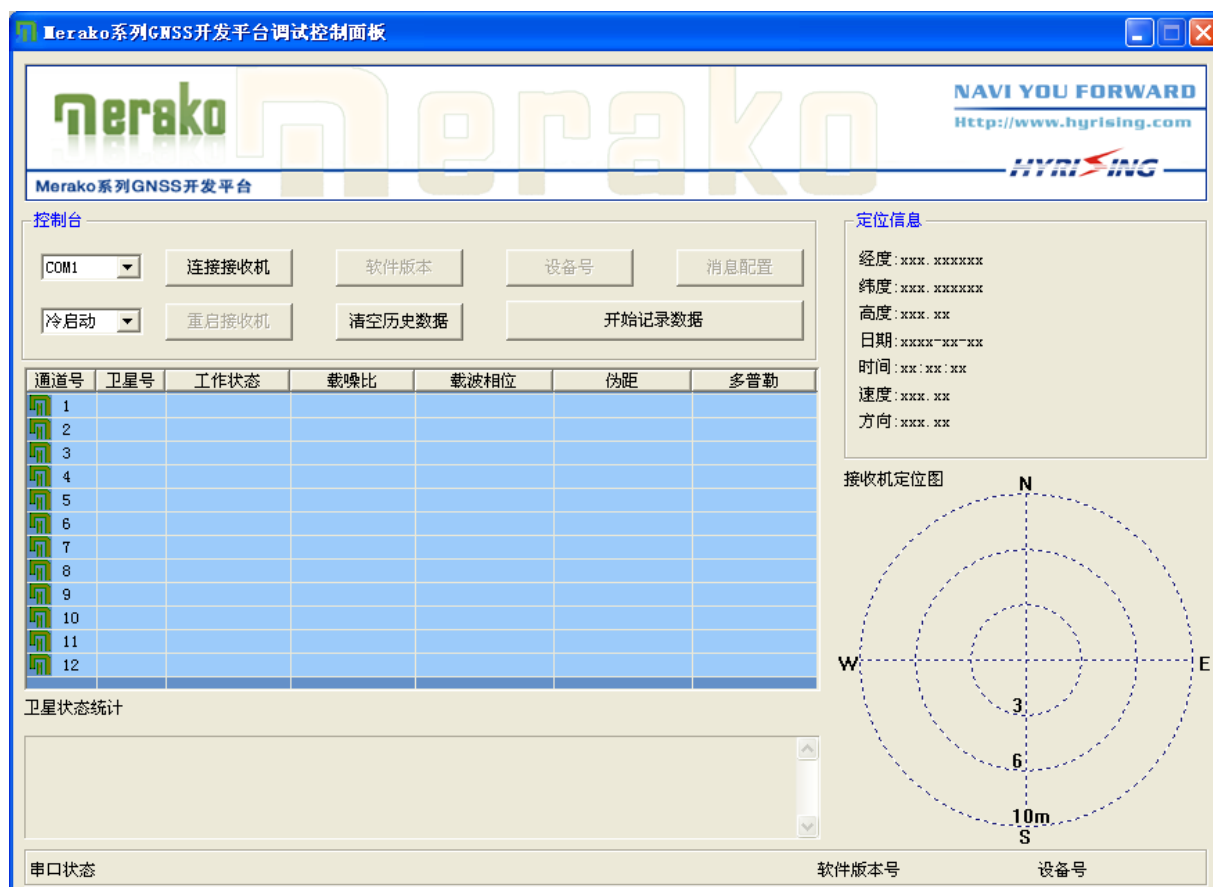 Merako系列GNSS开发平台调试控制面板
merako
merako
NAVI YOU FORWARD
Http://www.hyrising.com
HYRISING
Merako系列GNSS开发平台
控制台
COM1 连接接收机 软件版本 设备号 消息配置
冷启动 重启接收机 清空历史数据 开始记录数据
定位信息
经度:xxx.xxxxxx
纬度:xxx.xxxxxx
高度:xxx.xx
日期:xxxx-xx-xx
时间:xx:xx:xx
速度:xxx.xx
方向:xxx.xx
通道号 卫星号 工作状态 载噪比 载波相位 伪距 多普勒
1
2
3
4
5
6
7
8
9
10
11
12
接收机定位图
N
W E
3
6
10m
S
卫星状态统计
串口状态 软件版本号 设备号